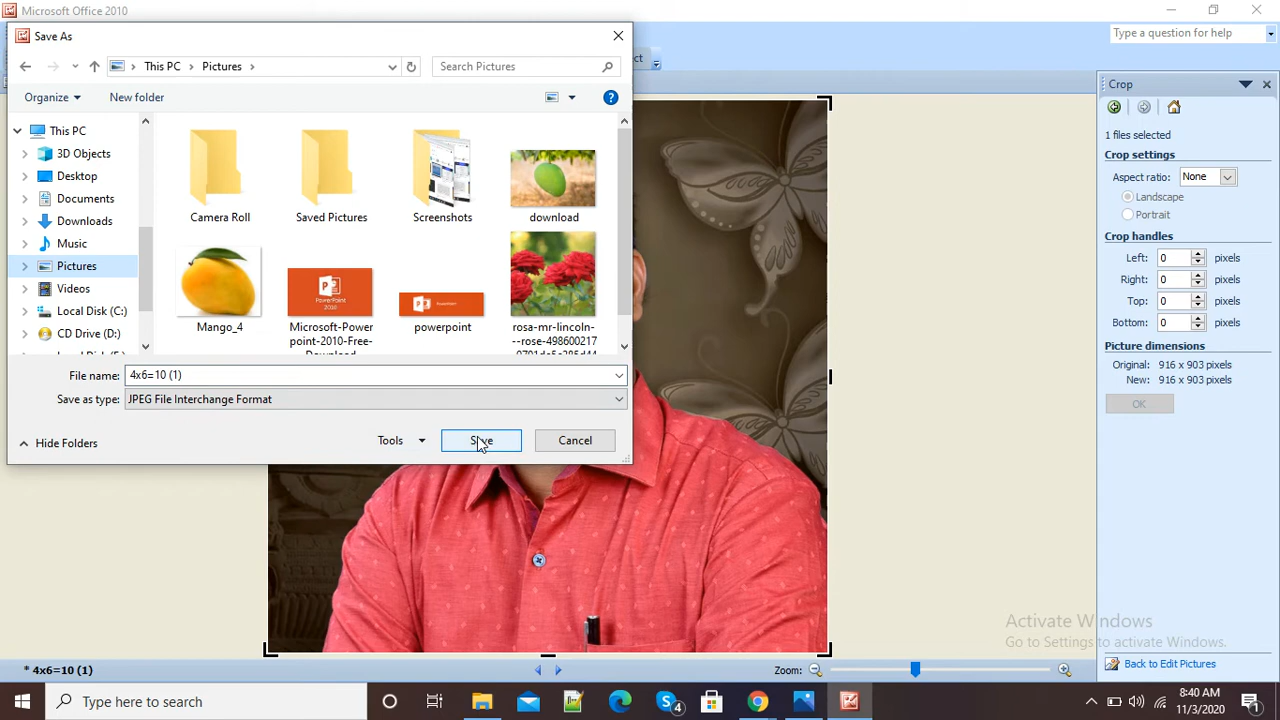 Microsoft Office 2010
Type a question for help
Save As
This PC
Pictures
Search Pictures
Organize
New folder
This PC
3D Objects
Desktop
Documents
Downloads
Music
Pictures
Videos
Local Disk (C:)
CD Drive (D:)
Camera Roll
Saved Pictures
Screenshots
download
Mango_4
PowerPoint
2010
Microsoft-Power
point-2010-Free-
Download
powerpoint
rosa-mr-lincoln-
--rose-498600217
File name:
4x6=10 (1)
Save as type:
JPEG File Interchange Format
Hide Folders
Tools
Save
Cancel
Crop
1 files selected
Crop settings
Aspect ratio:
None
Landscape
Portrait
Crop handles
Left:
0
pixels
Right:
0
pixels
Top:
0
pixels
Bottom:
0
pixels
Picture dimensions
Original:
916 x 903 pixels
New:
916 x 903 pixels
OK
Activate Windows
Go to Settings to activate Windows.
Back to Edit Pictures
* 4x6=10 (1)
Zoom:
Type here to search
4
8:40 AM
11/3/2020
1